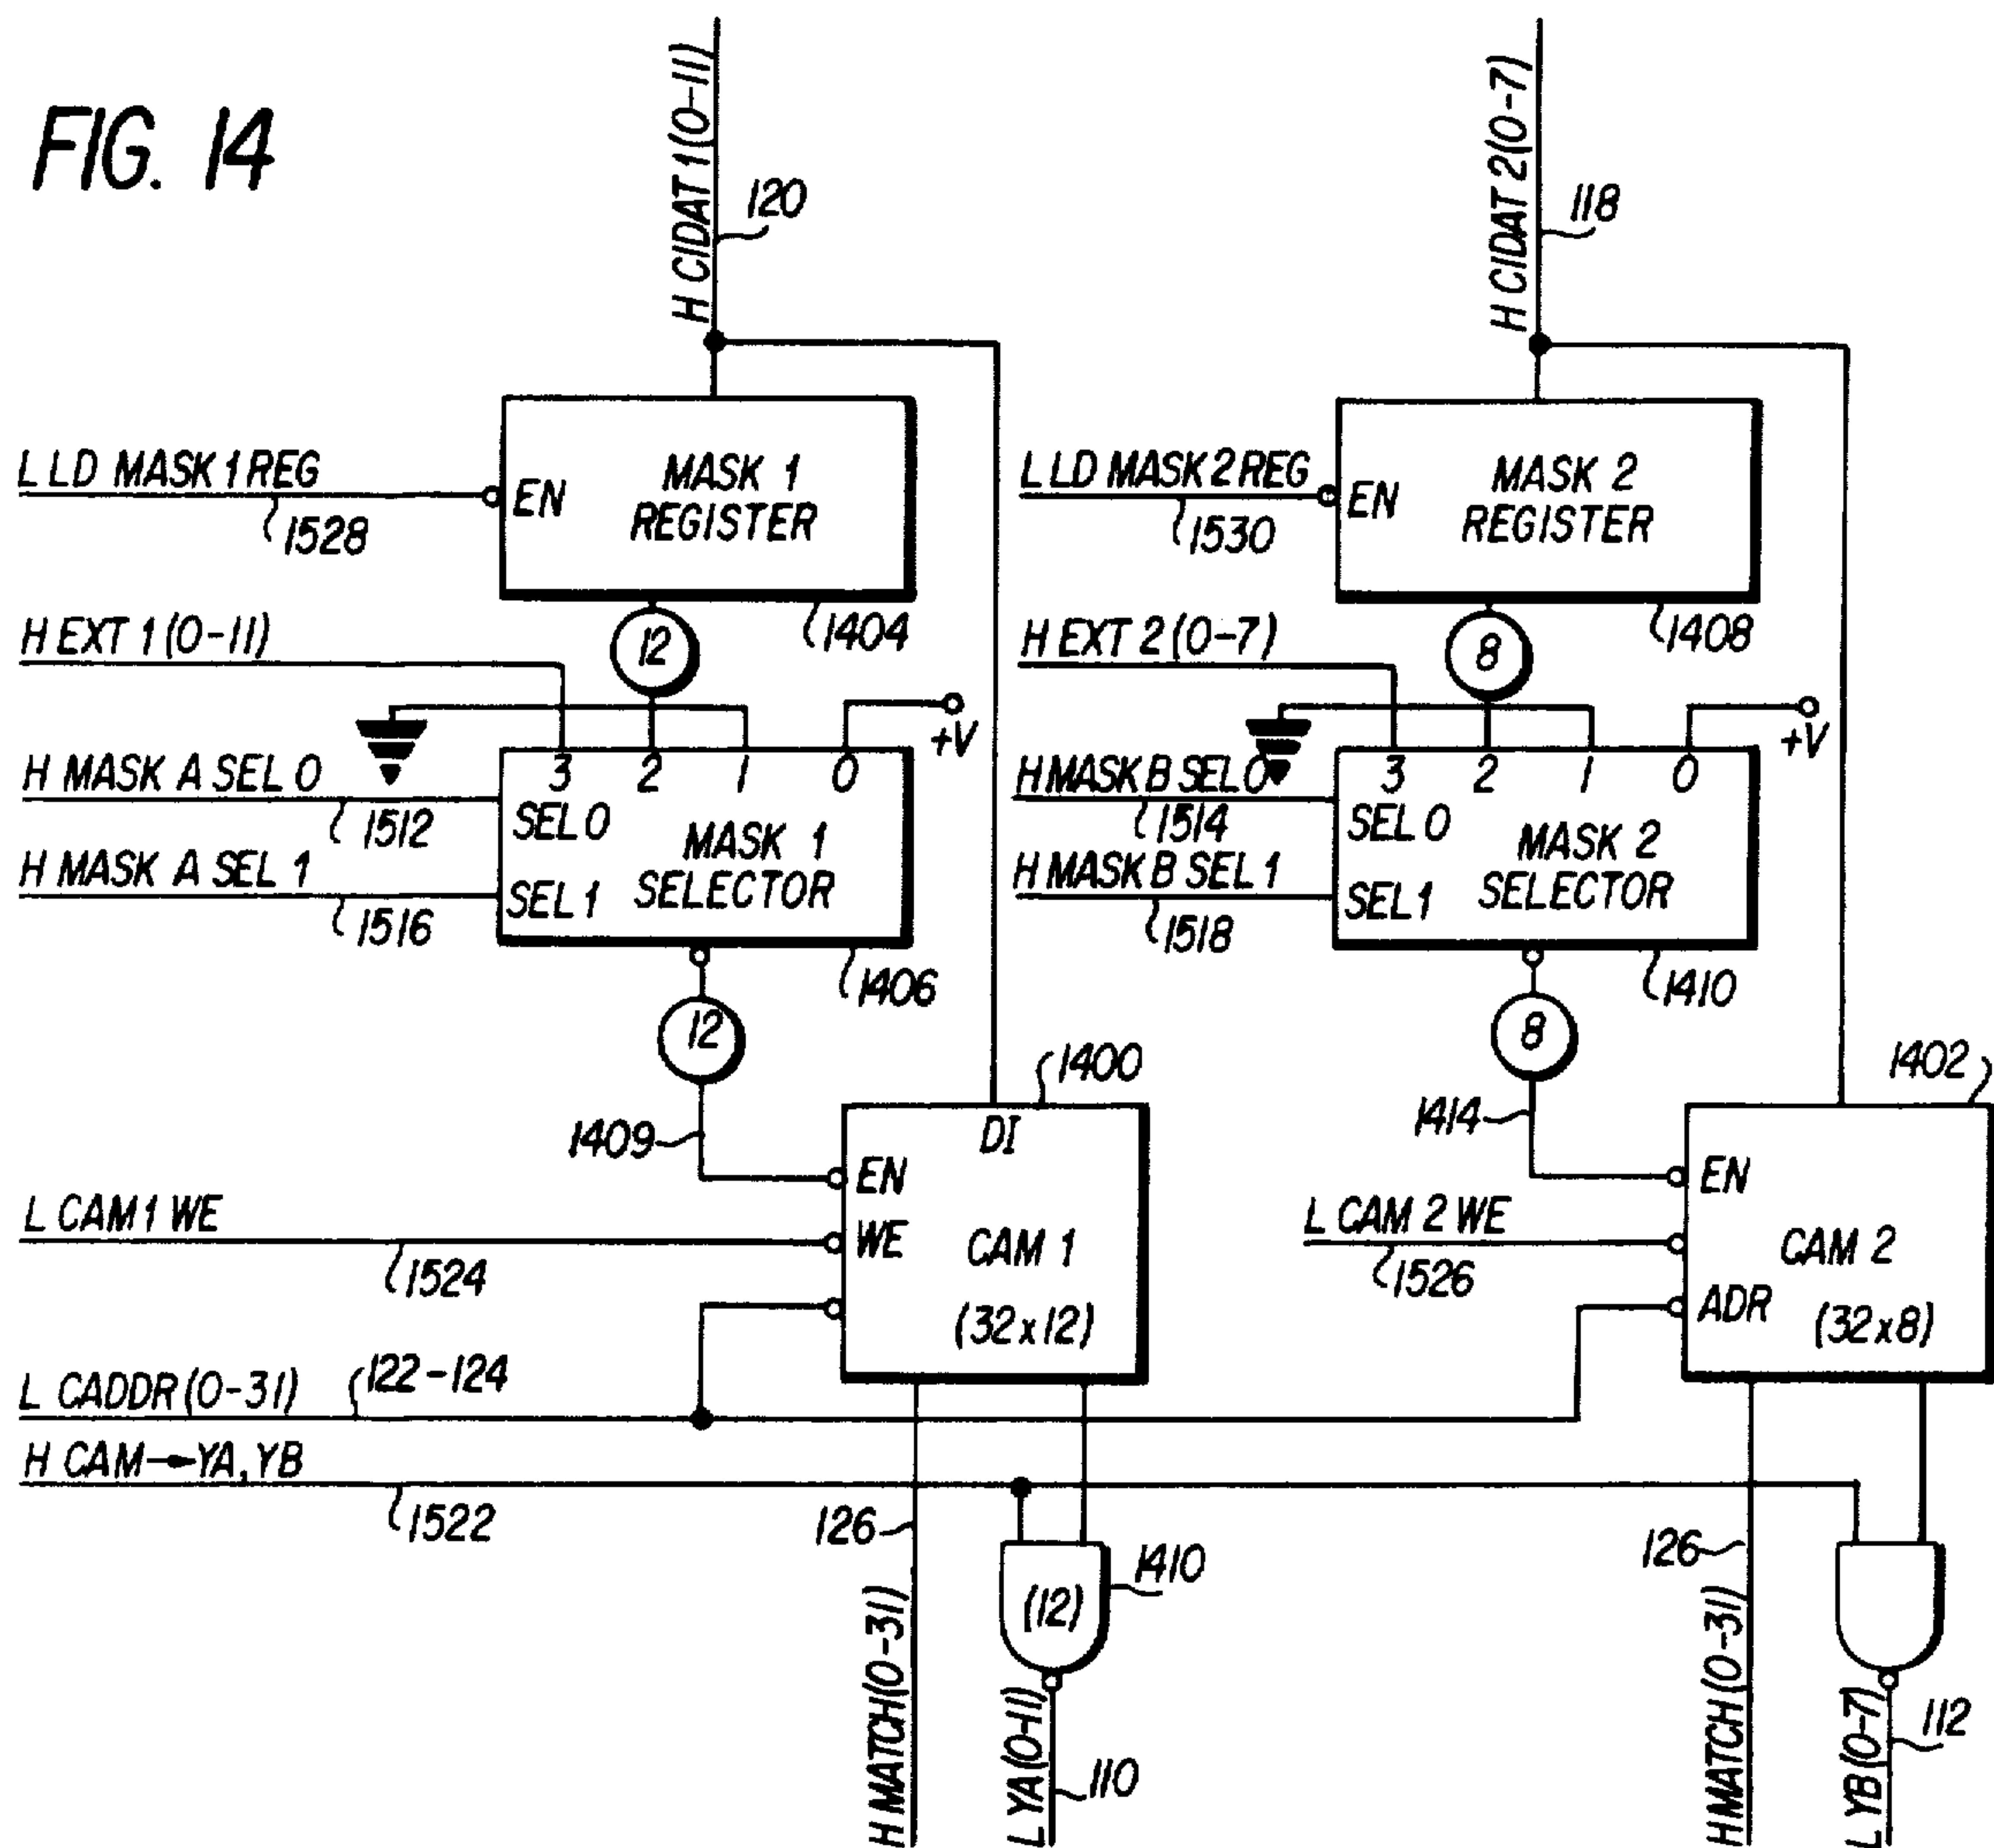 FIG. 14
H CIDAT 1(0-11)
120
H CIDAT 2(0-7)
118
L LD MASK 1 REG
1528
EN
MASK 1
REGISTER
1404
L LD MASK 2 REG
1530
EN
MASK 2
REGISTER
1408
H EXT 1 (0-11)
12
H EXT 2 (0-7)
8
+V
+V
H MASK A SEL 0
1512
3 2 1 0
SEL 0
MASK 1
SELECTOR
H MASK A SEL 1
1516
SEL 1
1406
H MASK B SEL 0
1514
3 2 1 0
SEL 0
MASK 2
SELECTOR
H MASK B SEL 1
1518
SEL 1
1410
12
8
1409
1400
DI
EN
WE
CAM 1
(32x12)
1414
1402
EN
CAM 2
ADR
(32x8)
L CAM 1 WE
1524
L CAM 2 WE
1526
L CADDR (0-31)
122-124
H CAM→YA, YB
1522
126
(12)
1410
126
H MATCH (0-31)
L YA (0-11)
110
H MATCH (0-31)
L YB (0-7)
112